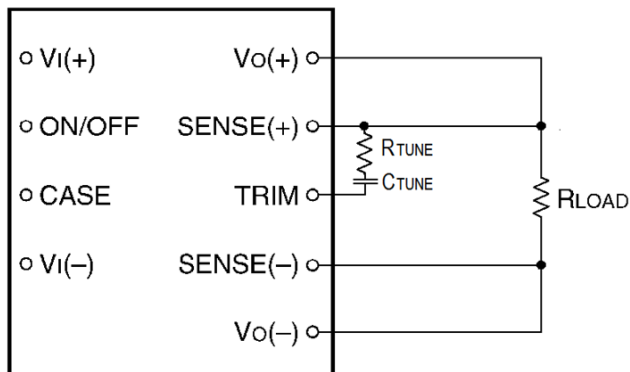 VI(+) VO(+)
ON/OFF SENSE(+)
RTUNE
CTUNE
CASE TRIM
RLOAD
VI(–) SENSE(–)
VO(–)